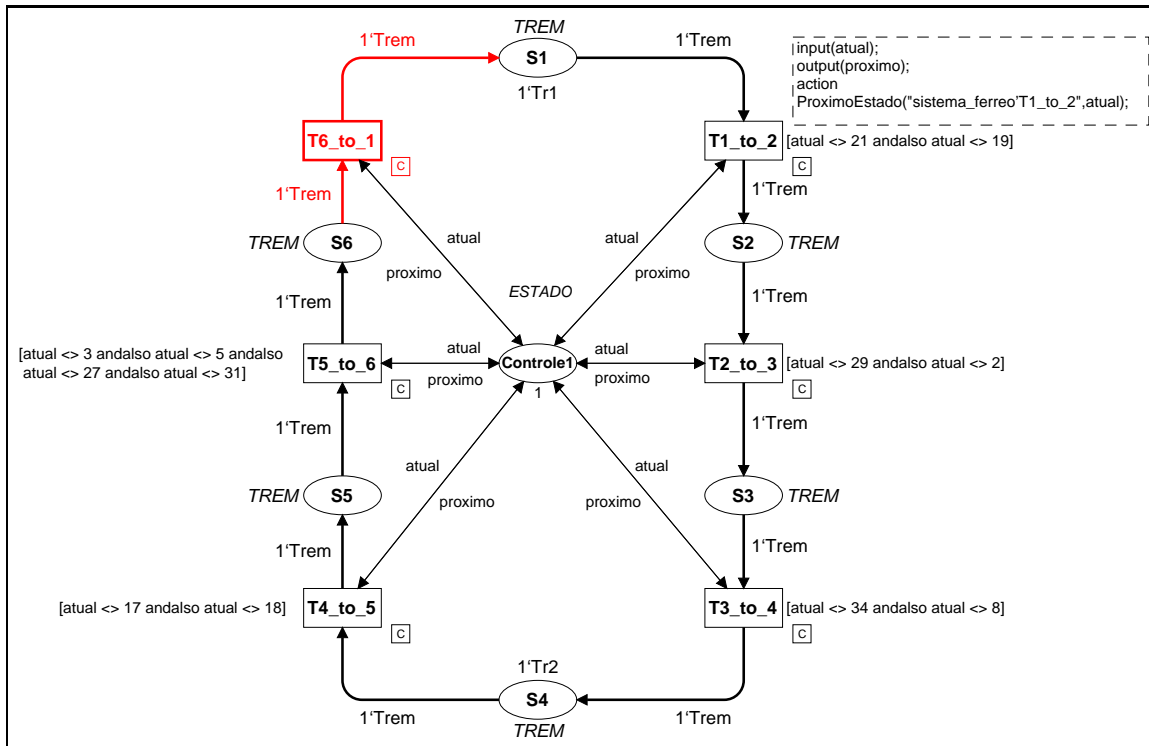 TREM
1‘Trem
S1
1‘Trem
1‘Tr1
input(atual);
output(proximo);
action
ProximoEstado("sistema_ferreo'T1_to_2",atual);
T6_to_1
C
T1_to_2
[atual <> 21 andalso atual <> 19]
C
1‘Trem
1‘Trem
TREM
S6
atual
proximo
atual
proximo
S2
TREM
ESTADO
1‘Trem
1‘Trem
[atual <> 3 andalso atual <> 5 andalso
atual <> 27 andalso atual <> 31]
T5_to_6
C
atual
proximo
Controle1
1
atual
proximo
T2_to_3
[atual <> 29 andalso atual <> 2]
C
1‘Trem
1‘Trem
atual
proximo
atual
proximo
TREM
S5
S3
TREM
1‘Trem
1‘Trem
[atual <> 17 andalso atual <> 18]
T4_to_5
C
T3_to_4
[atual <> 34 andalso atual <> 8]
C
1‘Tr2
S4
1‘Trem
1‘Trem
TREM